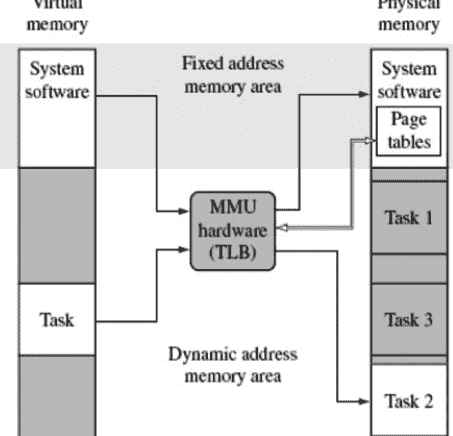 Virtual
memory
Physical
memory
System
software
Fixed address
memory area
System
software
Page
tables
MMU
hardware
(TLB)
Task 1
Task
Task 3
Dynamic address
memory area
Task 2